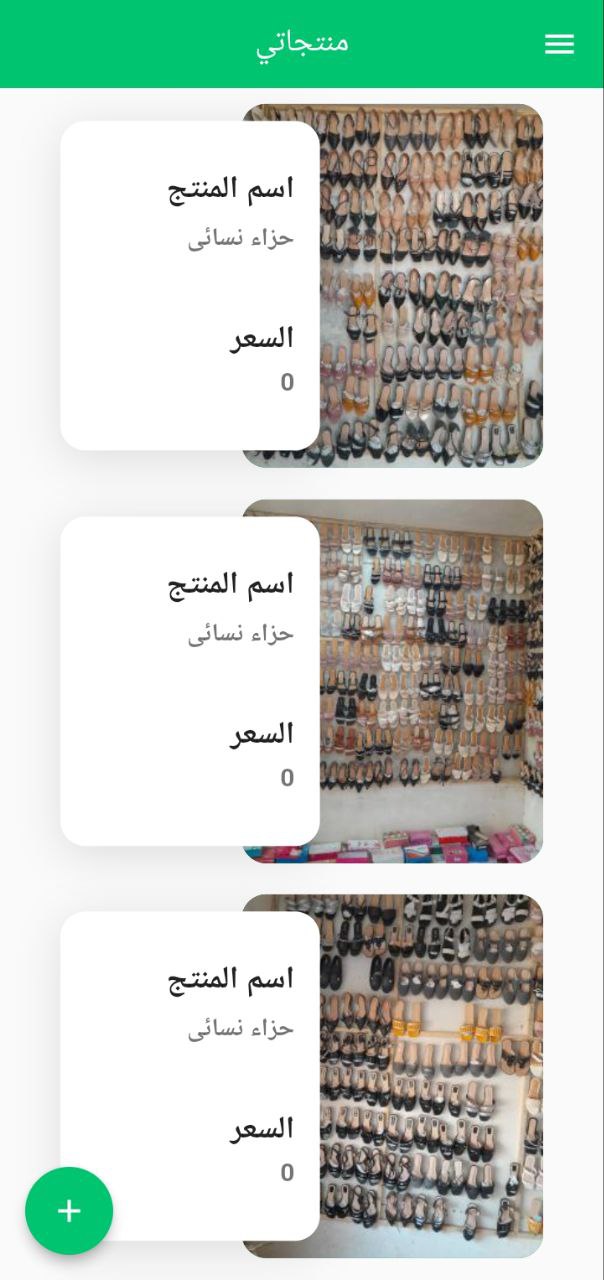 منتجاتي
اسم المنتج
حزاء نسائى
السعر
0
اسم المنتج
حزاء نسائى
السعر
0
اسم المنتج
حزاء نسائى
السعر
0
+